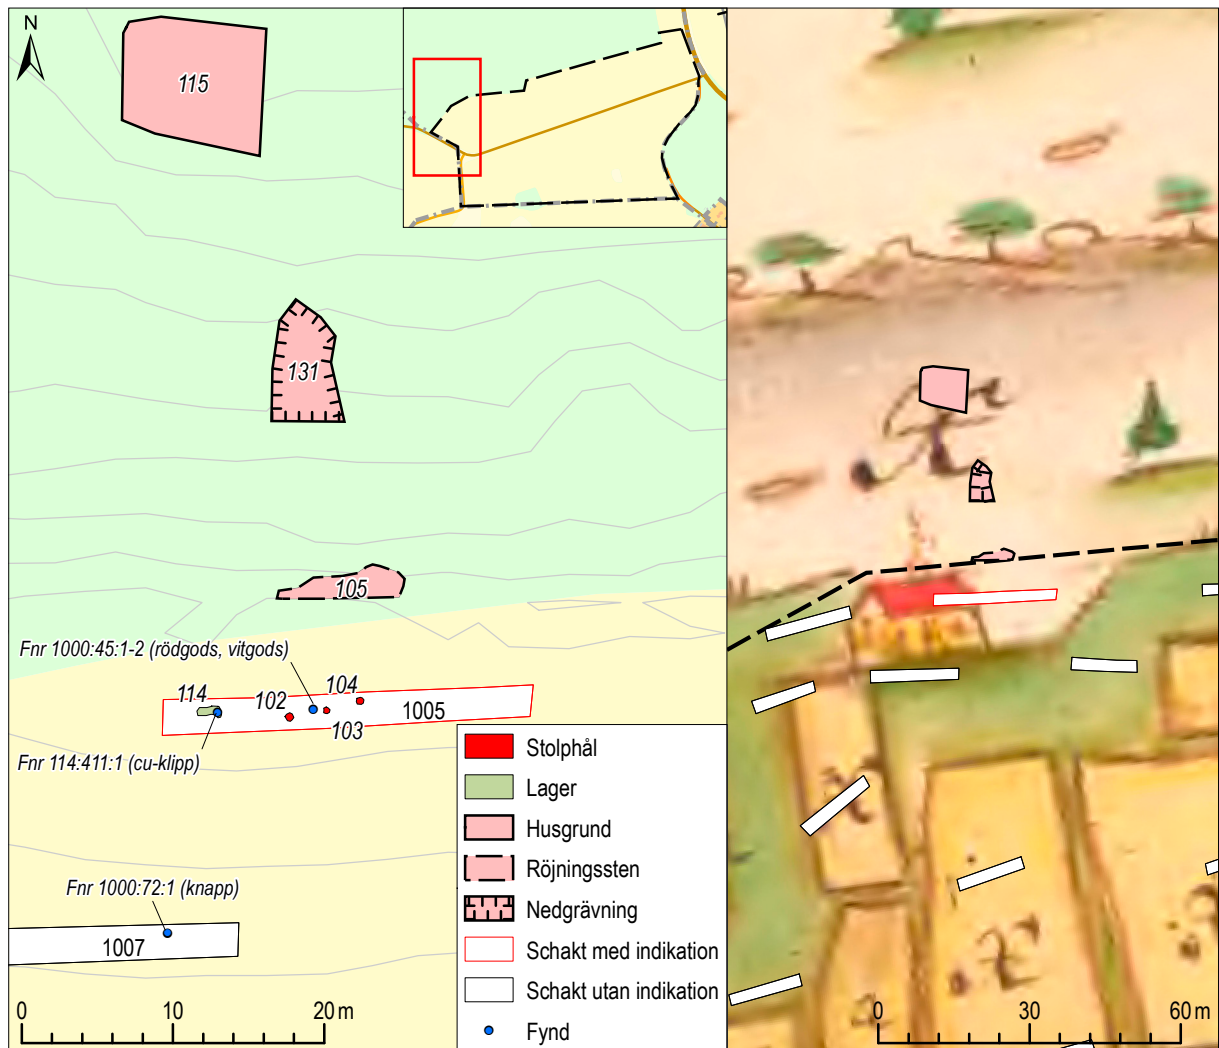 N
115
131
105
Fnr 1000:45:1-2 (rödgods, vitgods)
114
102
104
103
1005
Fnr 114:411:1 (cu-klipp)
Fnr 1000:72:1 (knapp)
1007
0 10 20 m
Stolphål
Lager
Husgrund
Röjningssten
Nedgrävning
Schakt med indikation
Schakt utan indikation
Fynd
0 30 60 m